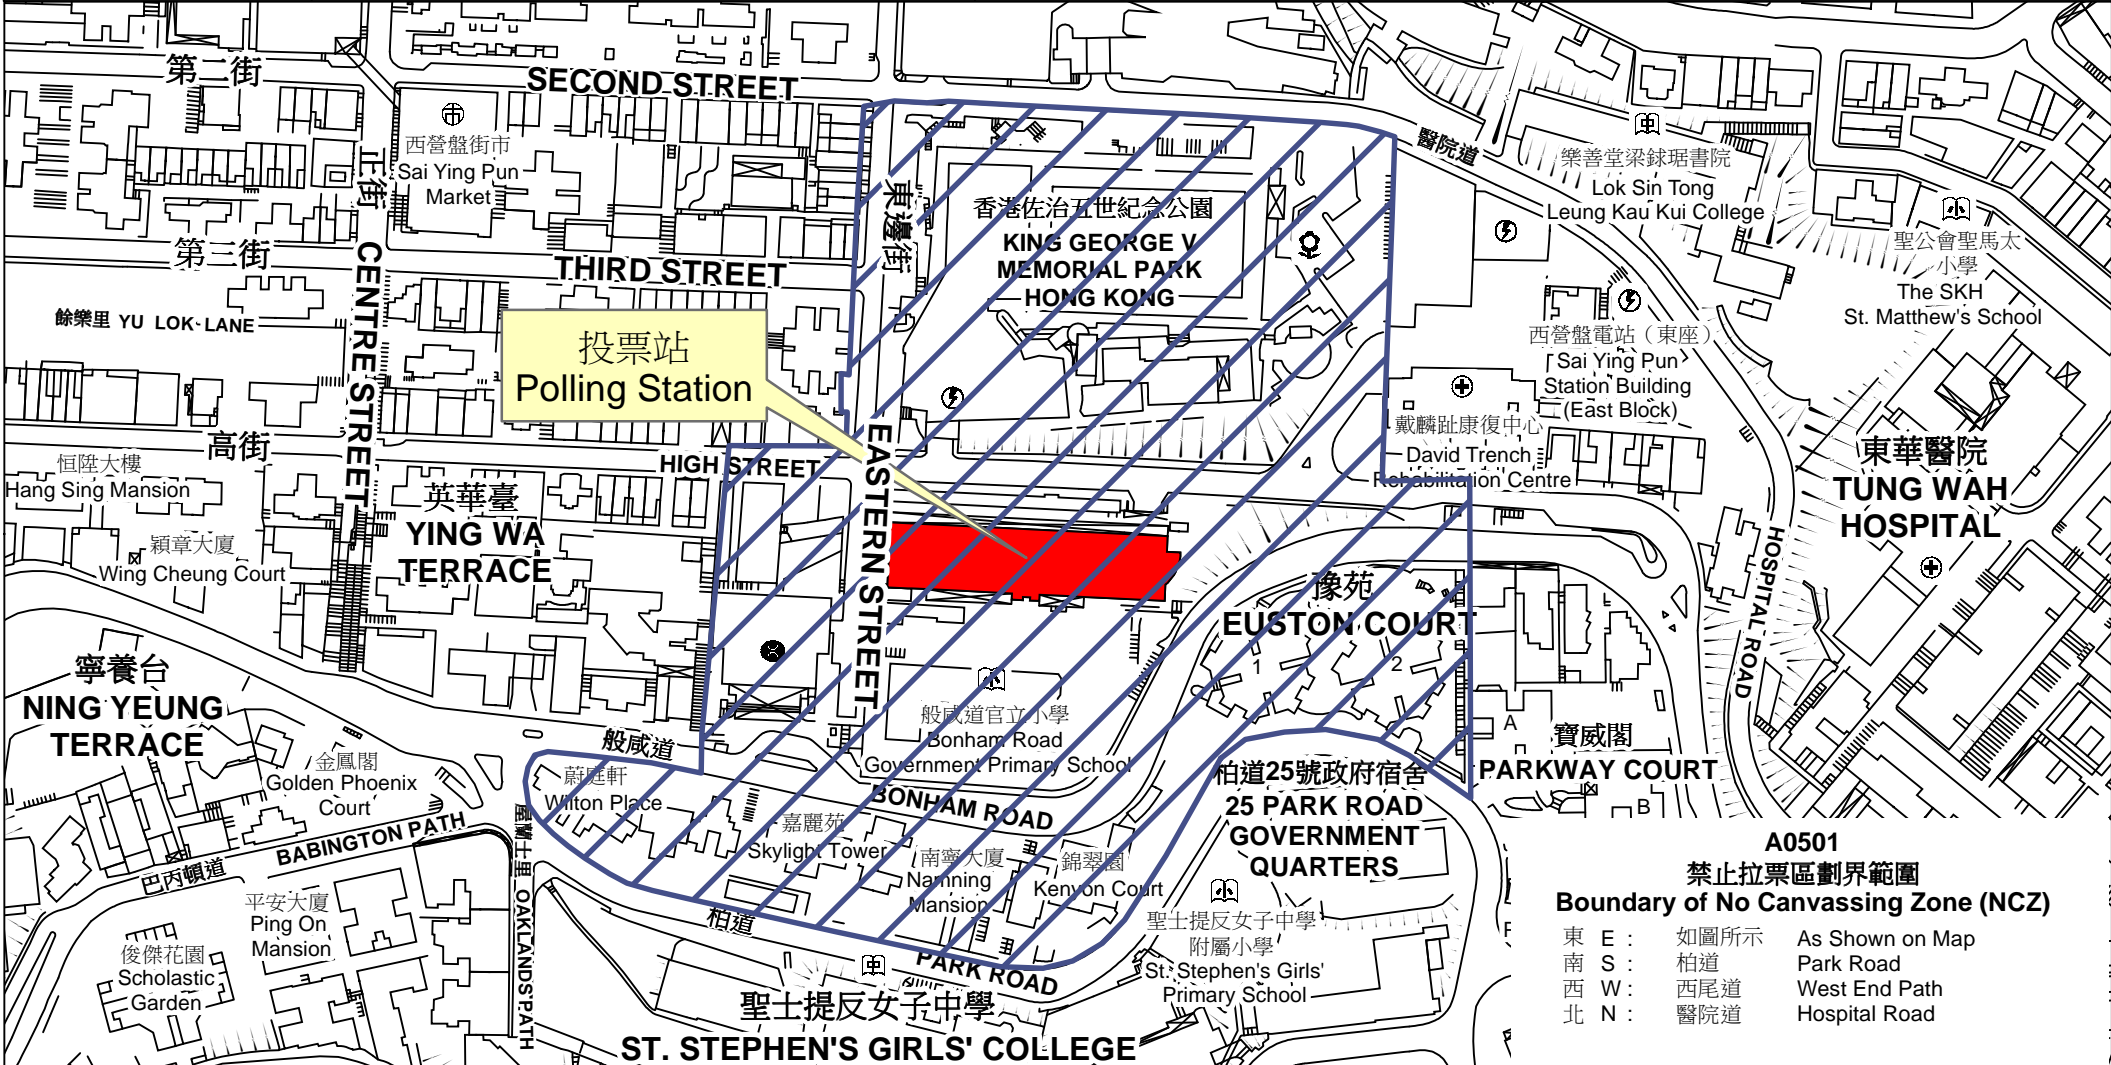 第二街
SECOND STREET
西營盤街市
Sai Ying Pun
Market
正街
CENTRE STREET
第三街
THIRD STREET
餘樂里 YU LOK LANE
東邊街
EASTERN STREET
香港佐治五世紀念公園
KING GEORGE V
MEMORIAL PARK
HONG KONG
醫院道
樂善堂梁銶琚書院
Lok Sin Tong
Leung Kau Kui College
聖公會聖馬太
小學
The SKH
St. Matthew's School
西營盤電站（東座）
Sai Ying Pun
Station Building
(East Block)
投票站
Polling Station
戴麟趾康復中心
David Trench
Rehabilitation Centre
東華醫院
TUNG WAH
HOSPITAL
HOSPITAL ROAD
高街
HIGH STREET
恒陞大樓
Hang Sing Mansion
英華臺
YING WA
TERRACE
穎章大廈
Wing Cheung Court
豫苑
EUSTON COURT
1
2
寧養台
NING YEUNG
TERRACE
金鳳閣
Golden Phoenix
Court
般咸道
BONHAM ROAD
般咸道官立小學
Bonham Road
Government Primary School
A
寶威閣
PARKWAY COURT
B
蔚庭軒
Wilton Place
嘉麗苑
Skylight Tower
南寧大廈
Namning
Mansion
錦翠園
Kenyon Court
柏道25號政府宿舍
25 PARK ROAD
GOVERNMENT
QUARTERS
巴丙頓道
BABINGTON PATH
屋蘭士里 OAKLANDS PATH
平安大廈
Ping On
Mansion
俊傑花園
Scholastic
Garden
柏道
PARK ROAD
聖士提反女子中學
附屬小學
St. Stephen's Girls'
Primary School
聖士提反女子中學
ST. STEPHEN'S GIRLS' COLLEGE
A0501
禁止拉票區劃界範圍
Boundary of No Canvassing Zone (NCZ)
東 E : 如圖所示 As Shown on Map
南 S : 柏道 Park Road
西 W : 西尾道 West End Path
北 N : 醫院道 Hospital Road